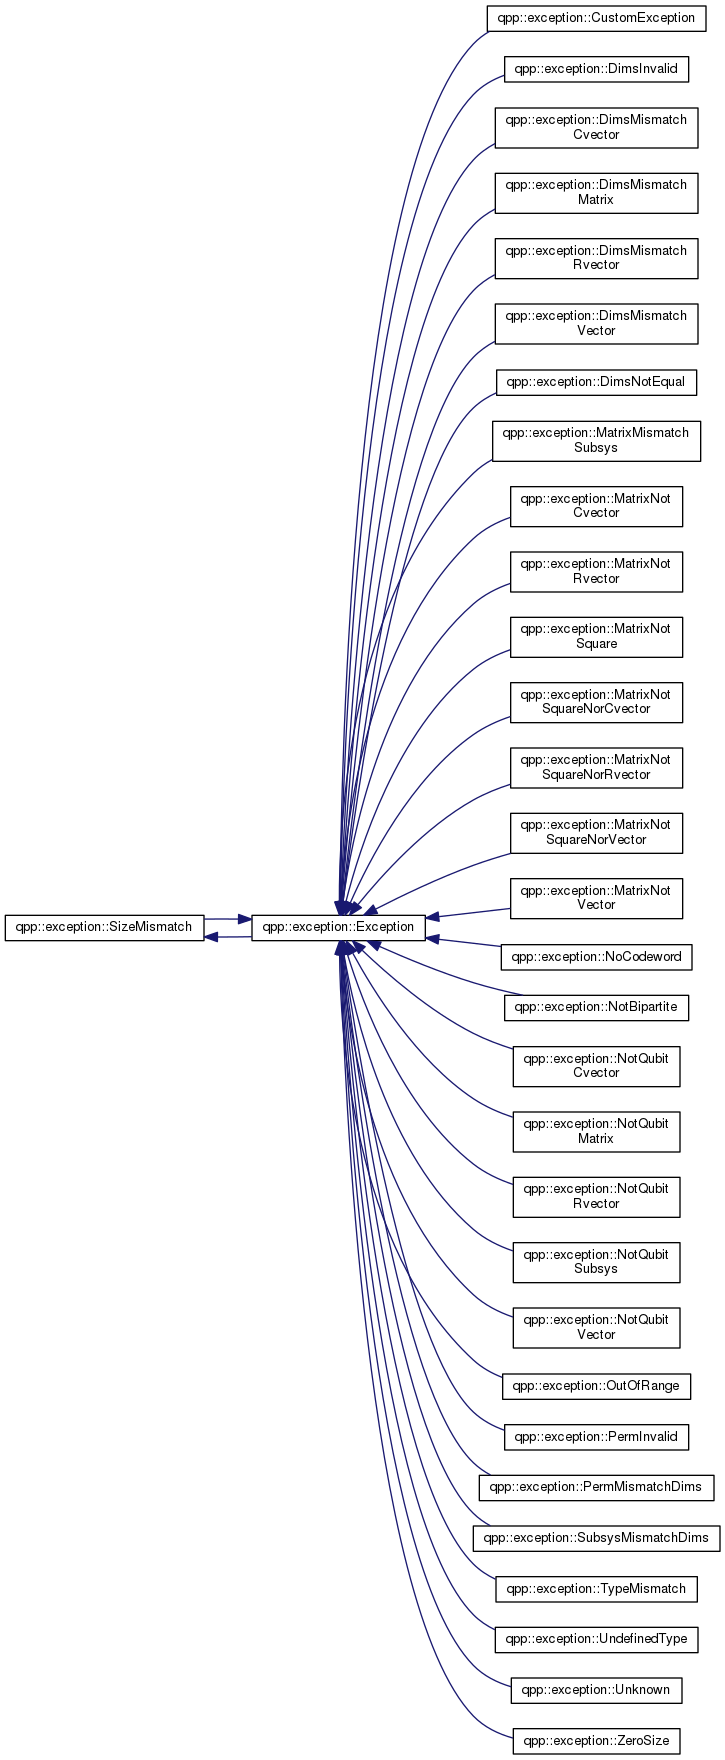 qpp::exception::CustomException
qpp::exception::DimsInvalid
qpp::exception::DimsMismatch
Cvector
qpp::exception::DimsMismatch
Matrix
qpp::exception::DimsMismatch
Rvector
qpp::exception::DimsMismatch
Vector
qpp::exception::DimsNotEqual
qpp::exception::MatrixMismatch
Subsys
qpp::exception::MatrixNot
Cvector
qpp::exception::MatrixNot
Rvector
qpp::exception::MatrixNot
Square
qpp::exception::MatrixNot
SquareNorCvector
qpp::exception::MatrixNot
SquareNorRvector
qpp::exception::MatrixNot
SquareNorVector
qpp::exception::MatrixNot
Vector
qpp::exception::SizeMismatch
qpp::exception::Exception
qpp::exception::NoCodeword
qpp::exception::NotBipartite
qpp::exception::NotQubit
Cvector
qpp::exception::NotQubit
Matrix
qpp::exception::NotQubit
Rvector
qpp::exception::NotQubit
Subsys
qpp::exception::NotQubit
Vector
qpp::exception::OutOfRange
qpp::exception::PermInvalid
qpp::exception::PermMismatchDims
qpp::exception::SubsysMismatchDims
qpp::exception::TypeMismatch
qpp::exception::UndefinedType
qpp::exception::Unknown
qpp::exception::ZeroSize